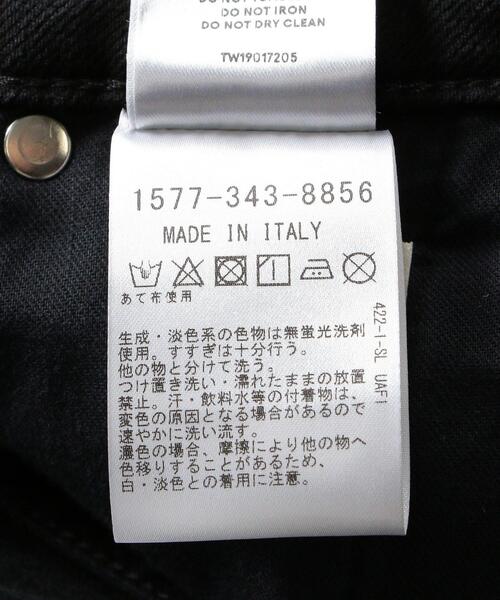 DO NOT IRON
DO NOT DRY CLEAN
TW19017205
1577-343-8856
MADE IN ITALY
あて布使用
生成・淡色系の色物は無蛍光洗剤
使用。すすぎは十分行う。
他の物と分けて洗う。
つけ置き洗い・濡れたままの放置
禁止。汗・飲料水等の付着物は、
変色の原因となる場合があるので
速やかに洗い流す。
濃色の場合、摩擦により他の物へ
色移りすることがあるため、
白・淡色との着用に注意。
422-1-SL UAF1